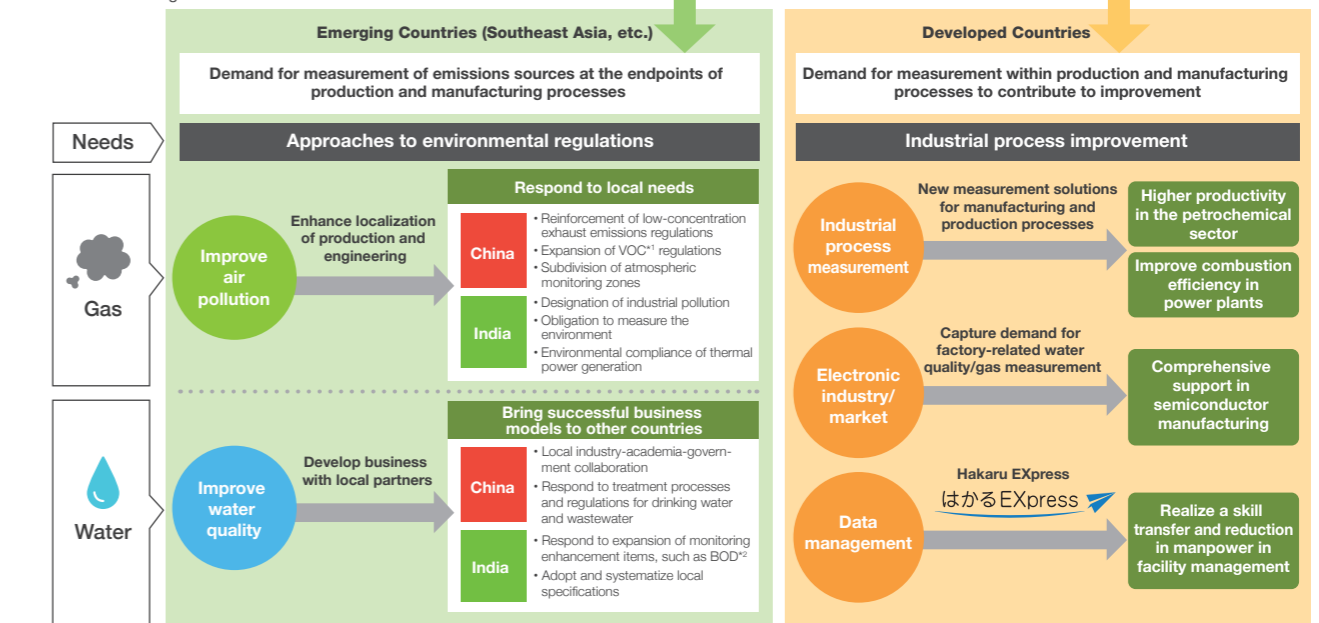 Emerging Countries (Southeast Asia, etc.)
Demand for measurement of emissions sources at the endpoints of
production and manufacturing processes
Developed Countries
Demand for measurement within production and manufacturing
processes to contribute to improvement
Needs
Approaches to environmental regulations
Industrial process improvement
Gas
Improve
air
pollution
Enhance localization
of production and
engineering
Respond to local needs
China
• Reinforcement of low-concentration
exhaust emissions regulations
• Expansion of VOC*1 regulations
• Subdivision of atmospheric
monitoring zones
India
• Designation of industrial pollution
• Obligation to measure the
environment
• Environmental compliance of thermal
power generation
Water
Improve
water
quality
Develop business
with local partners
Bring successful business
models to other countries
China
• Local industry-academia-govern-
ment collaboration
• Respond to treatment processes
and regulations for drinking water
and wastewater
India
• Respond to expansion of monitoring
enhancement items, such as BOD*2
• Adopt and systematize local
specifications
Industrial
process
measurement
New measurement solutions
for manufacturing and
production processes
Higher productivity
in the petrochemical
sector
Improve combustion
efficiency in
power plants
Electronic
industry/
market
Capture demand for
factory-related water
quality/gas measurement
Comprehensive
support in
semiconductor
manufacturing
Data
management
Hakaru EXpress
はかるEXpress
Realize a skill
transfer and reduction
in manpower in
facility management